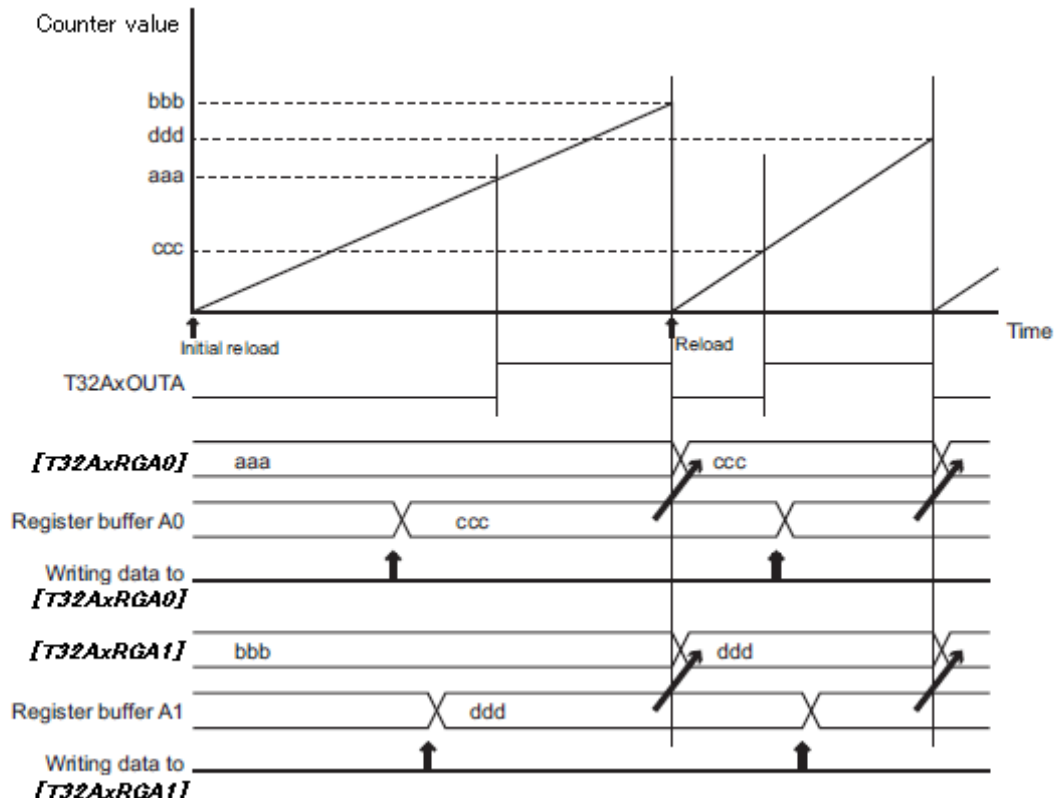 Counter value
bbb
ddd
aaa
ccc
Time
Initial reload
Reload
T32AxOUTA
[T32AxRGA0]
aaa
ccc
Register buffer A0
ccc
Writing data to
[T32AxRGA0]
[T32AxRGA1]
bbb
ddd
Register buffer A1
ddd
Writing data to
[T32AxRGA1]